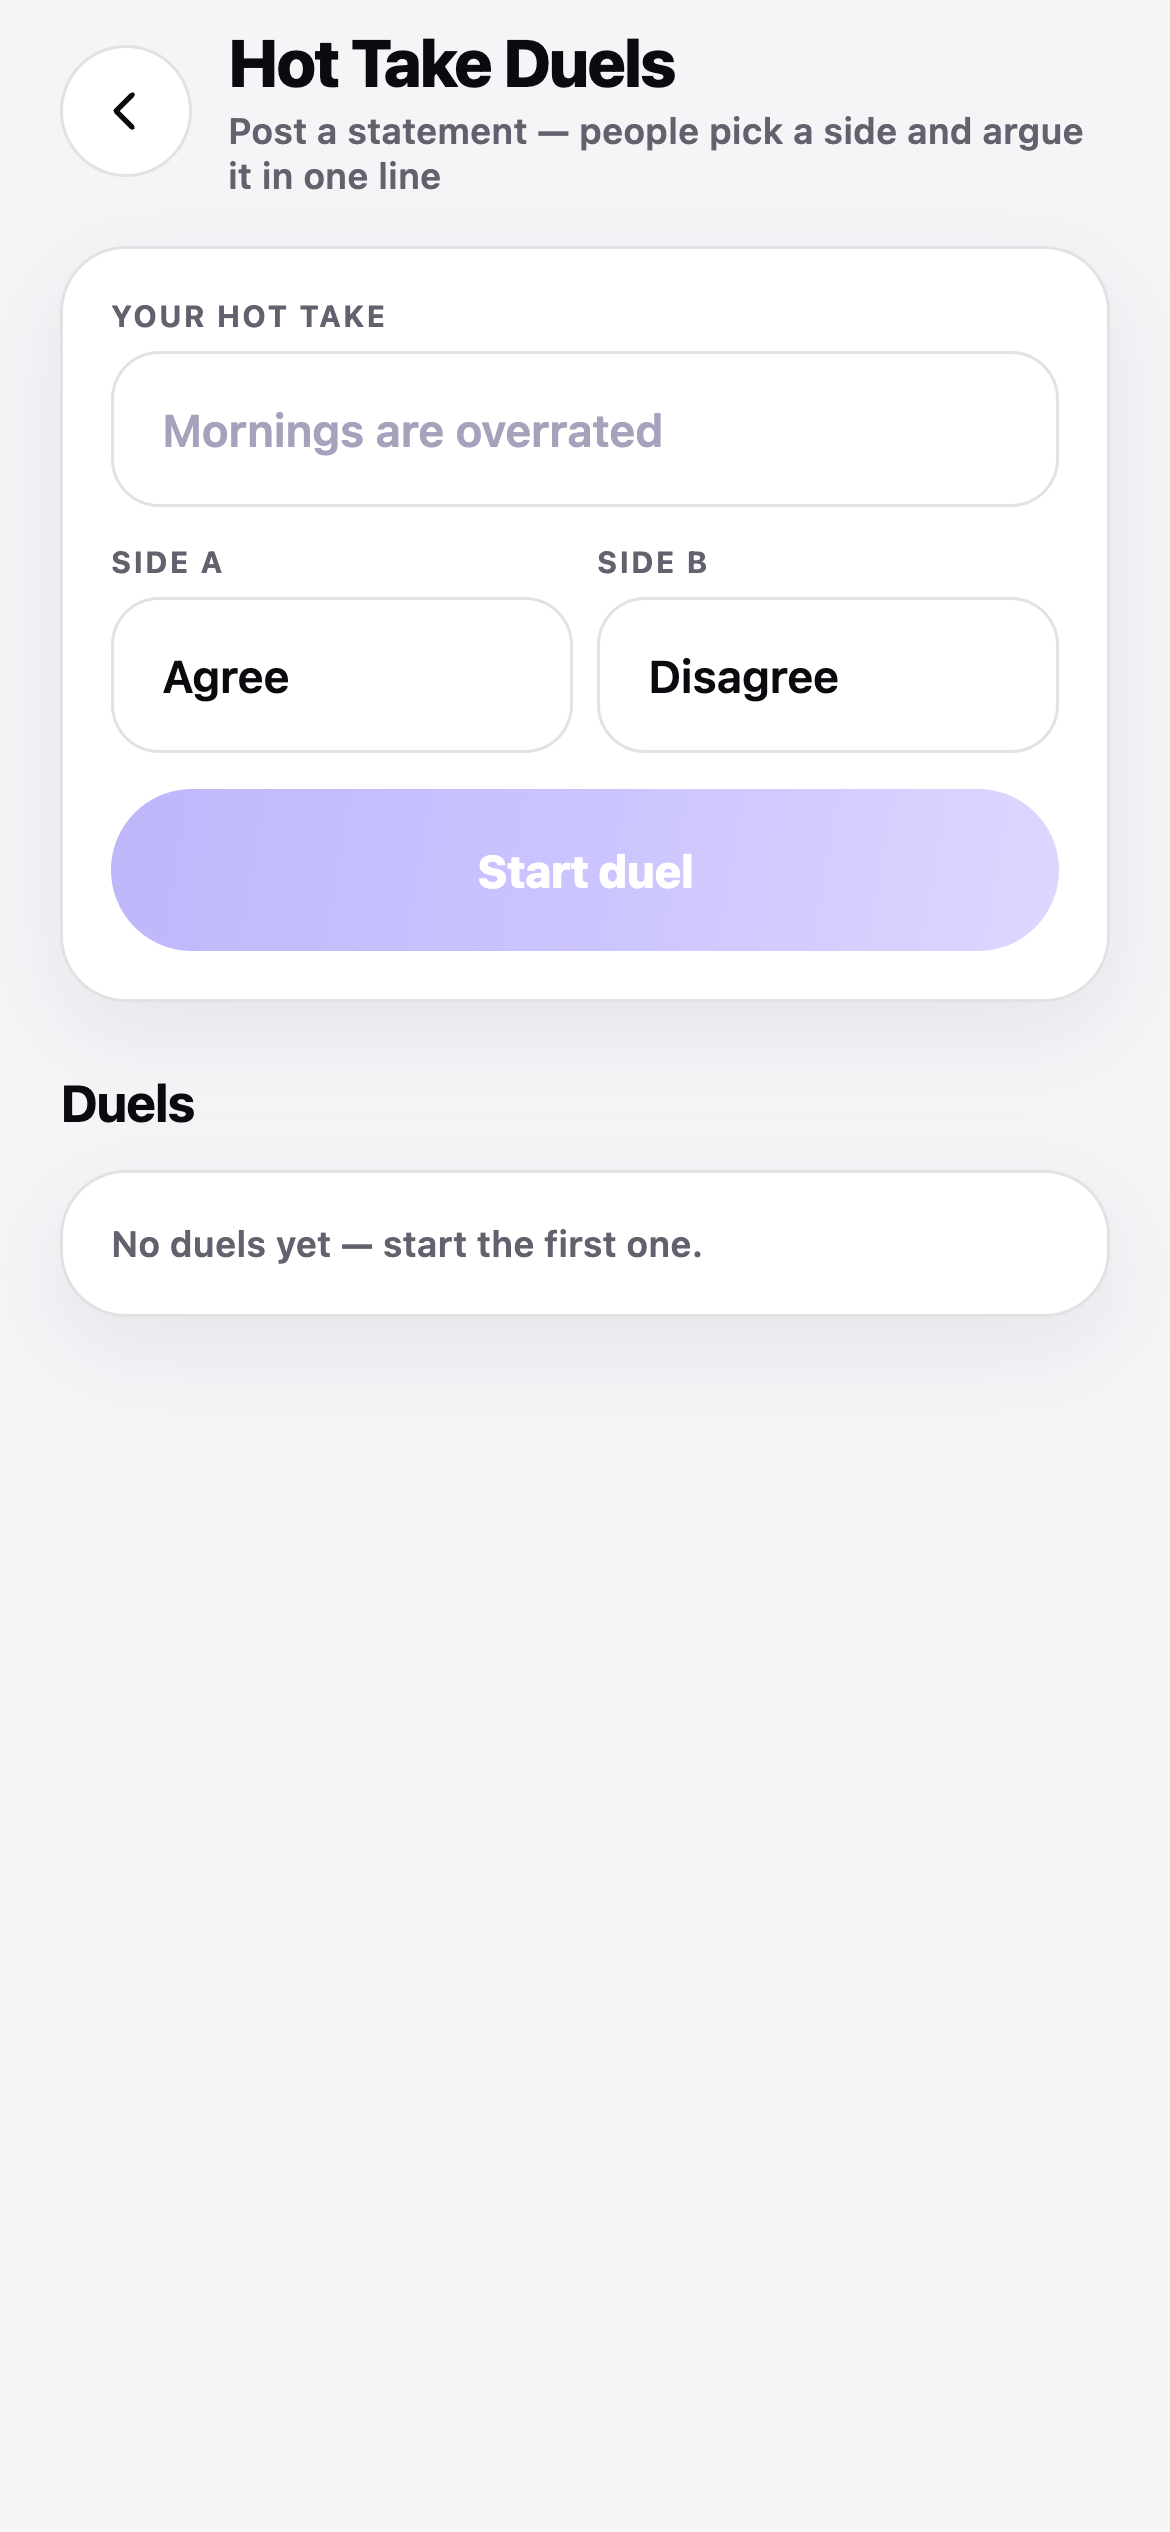 Hot Take Duels
Post a statement — people pick a side and argue
it in one line
YOUR HOT TAKE
Mornings are overrated
SIDE A
SIDE B
Agree
Disagree
Start duel
Duels
No duels yet — start the first one.